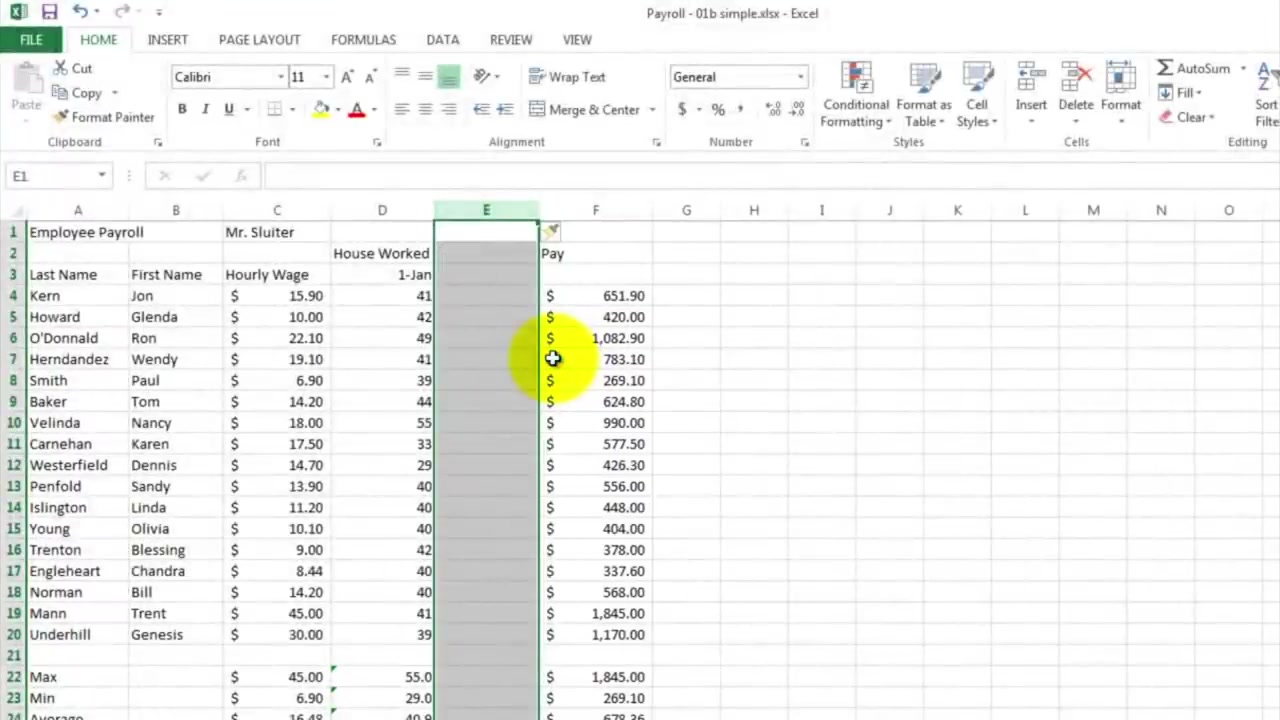 Payroll - 01b simple.xlsx - Excel
FILE HOME INSERT PAGE LAYOUT FORMULAS DATA REVIEW VIEW
Cut
Copy
Format Painter
Paste
Clipboard
Calibri 11
B I U
Font
Wrap Text
Merge & Center
Alignment
General
$ %
Number
Conditional Formatting
Format as Table
Cell Styles
Styles
Insert Delete Format
Cells
AutoSum
Fill
Clear
Sort
Filte
Editing
E1
A B C D E F G H I J K L M N O
1 Employee Payroll Mr. Sluiter
2 House Worked Pay
3 Last Name First Name Hourly Wage 1-Jan
4 Kern Jon $ 15.90 41 $ 651.90
5 Howard Glenda $ 10.00 42 $ 420.00
6 O'Donnald Ron $ 22.10 49 $ 1,082.90
7 Herndandez Wendy $ 19.10 41 $ 783.10
8 Smith Paul $ 6.90 39 $ 269.10
9 Baker Tom $ 14.20 44 $ 624.80
10 Velinda Nancy $ 18.00 55 $ 990.00
11 Carnehan Karen $ 17.50 33 $ 577.50
12 Westerfield Dennis $ 14.70 29 $ 426.30
13 Penfold Sandy $ 13.90 40 $ 556.00
14 Islington Linda $ 11.20 40 $ 448.00
15 Young Olivia $ 10.10 40 $ 404.00
16 Trenton Blessing $ 9.00 42 $ 378.00
17 Engleheart Chandra $ 8.44 40 $ 337.60
18 Norman Bill $ 14.20 40 $ 568.00
19 Mann Trent $ 45.00 41 $ 1,845.00
20 Underhill Genesis $ 30.00 39 $ 1,170.00
21
22 Max $ 45.00 55.0 $ 1,845.00
23 Min $ 6.90 29.0 $ 269.10
24 Average $ 16.48 40.9 $ 678.36